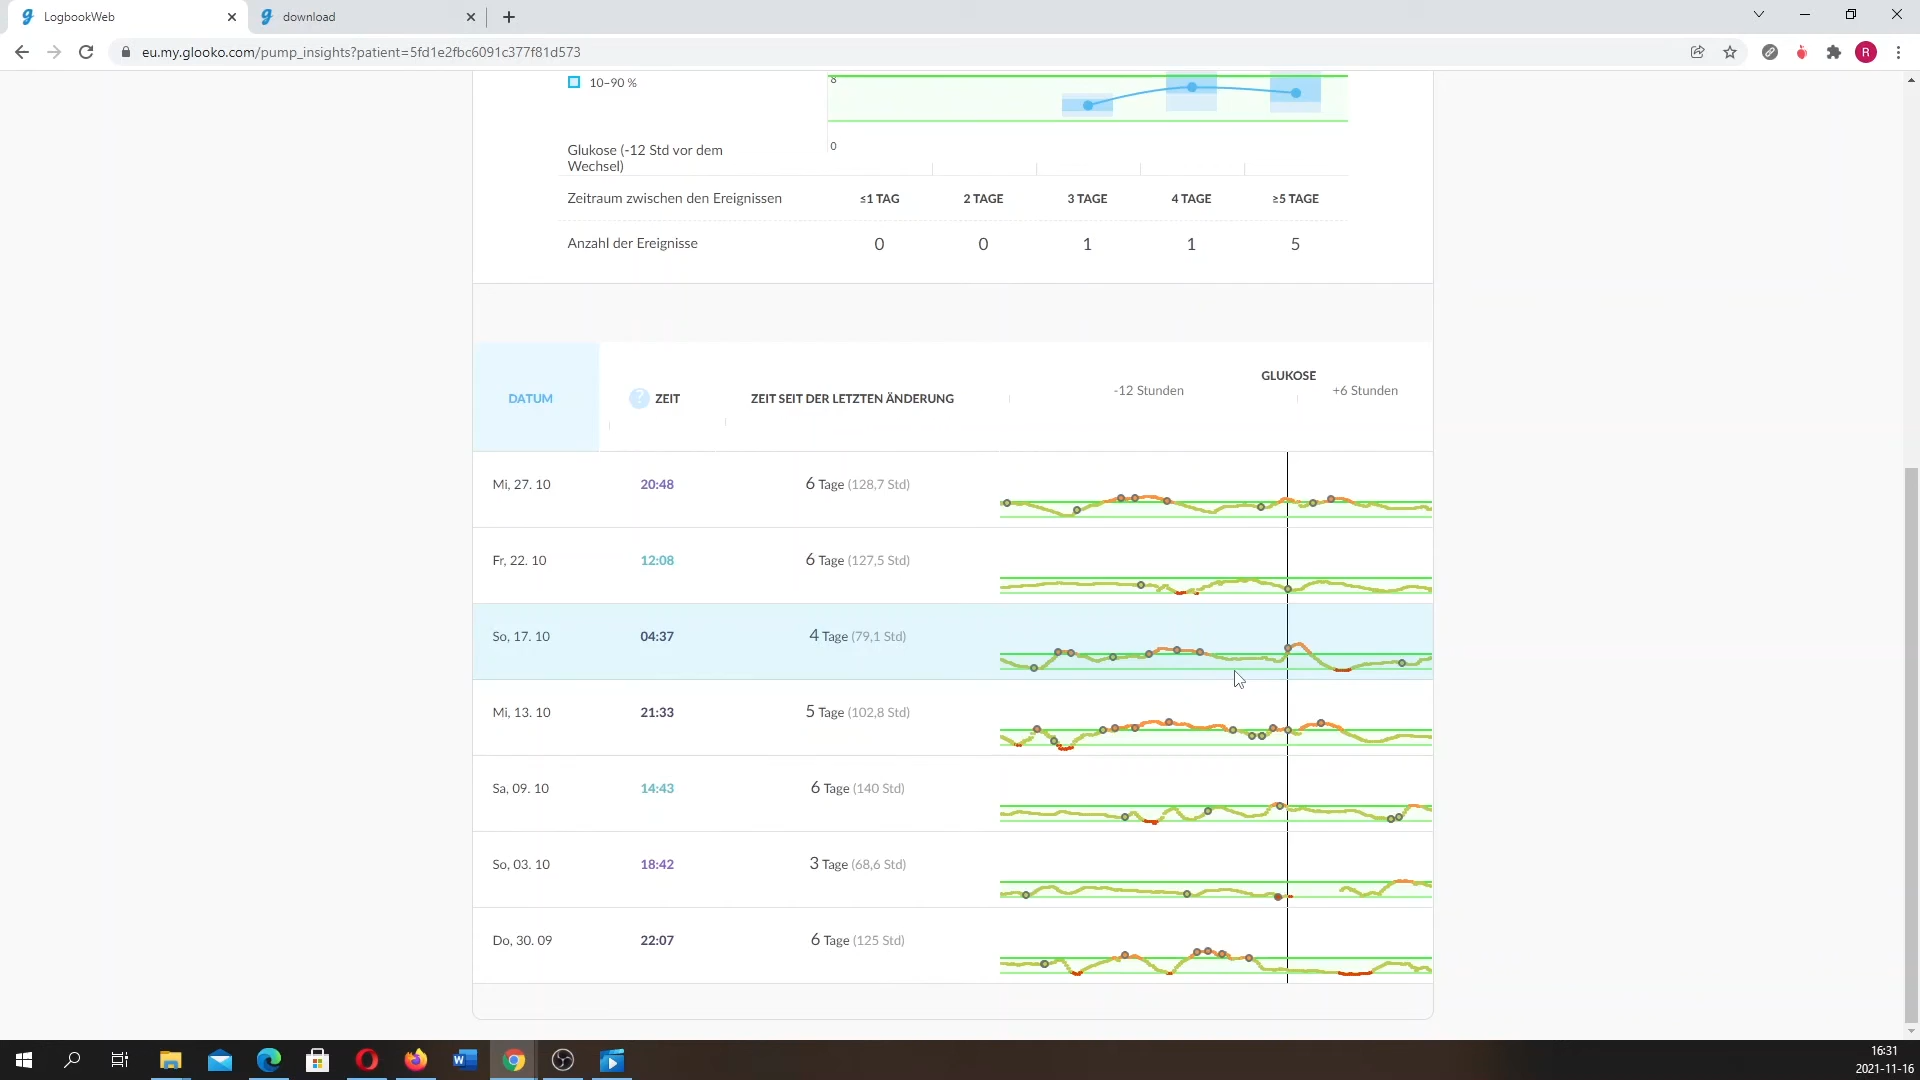 LogbookWeb
download
eu.my.glooko.com/pump_insights?patient=5fd1e2fbc6091c377f81d573
R
10–90 %
8
0
Glukose (-12 Std vor dem
Wechsel)
Zeitraum zwischen den Ereignissen ≤1 TAG 2 TAGE 3 TAGE 4 TAGE ≥5 TAGE
Anzahl der Ereignisse 0 0 1 1 5
GLUKOSE
-12 Stunden +6 Stunden
DATUM ? ZEIT ZEIT SEIT DER LETZTEN ÄNDERUNG
Mi, 27. 10 20:48 6 Tage (128,7 Std)
Fr, 22. 10 12:08 6 Tage (127,5 Std)
So, 17. 10 04:37 4 Tage (79,1 Std)
Mi, 13. 10 21:33 5 Tage (102,8 Std)
Sa, 09. 10 14:43 6 Tage (140 Std)
So, 03. 10 18:42 3 Tage (68,6 Std)
Do, 30. 09 22:07 6 Tage (125 Std)
16:31
2021-11-16